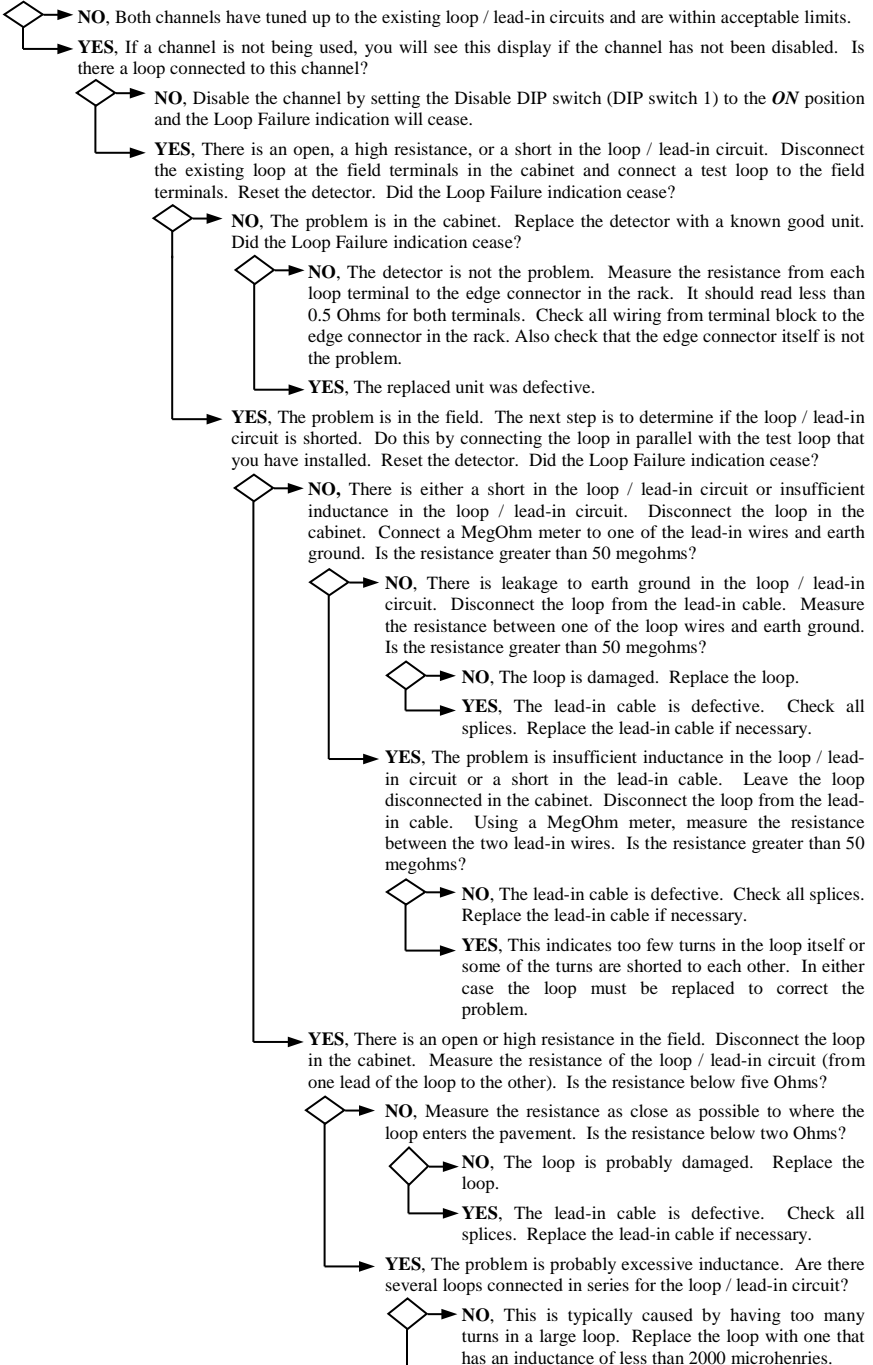 NO, Both channels have tuned up to the existing loop / lead-in circuits and are within acceptable limits.
YES, If a channel is not being used, you will see this display if the channel has not been disabled. Is
there a loop connected to this channel?
NO, Disable the channel by setting the Disable DIP switch (DIP switch 1) to the ON position
and the Loop Failure indication will cease.
YES, There is an open, a high resistance, or a short in the loop / lead-in circuit. Disconnect
the existing loop at the field terminals in the cabinet and connect a test loop to the field
terminals. Reset the detector. Did the Loop Failure indication cease?
NO, The problem is in the cabinet. Replace the detector with a known good unit.
Did the Loop Failure indication cease?
NO, The detector is not the problem. Measure the resistance from each
loop terminal to the edge connector in the rack. It should read less than
0.5 Ohms for both terminals. Check all wiring from terminal block to the
edge connector in the rack. Also check that the edge connector itself is not
the problem.
YES, The replaced unit was defective.
YES, The problem is in the field. The next step is to determine if the loop / lead-in
circuit is shorted. Do this by connecting the loop in parallel with the test loop that
you have installed. Reset the detector. Did the Loop Failure indication cease?
NO, There is either a short in the loop / lead-in circuit or insufficient
inductance in the loop / lead-in circuit. Disconnect the loop in the
cabinet. Connect a MegOhm meter to one of the lead-in wires and earth
ground. Is the resistance greater than 50 megohms?
NO, There is leakage to earth ground in the loop / lead-in
circuit. Disconnect the loop from the lead-in cable. Measure
the resistance between one of the loop wires and earth ground.
Is the resistance greater than 50 megohms?
NO, The loop is damaged. Replace the loop.
YES, The lead-in cable is defective. Check all
splices. Replace the lead-in cable if necessary.
YES, The problem is insufficient inductance in the loop / lead-
in circuit or a short in the lead-in cable. Leave the loop
disconnected in the cabinet. Disconnect the loop from the lead-
in cable. Using a MegOhm meter, measure the resistance
between the two lead-in wires. Is the resistance greater than 50
megohms?
NO, The lead-in cable is defective. Check all splices.
Replace the lead-in cable if necessary.
YES, This indicates too few turns in the loop itself or
some of the turns are shorted to each other. In either
case the loop must be replaced to correct the
problem.
YES, There is an open or high resistance in the field. Disconnect the loop
in the cabinet. Measure the resistance of the loop / lead-in circuit (from
one lead of the loop to the other). Is the resistance below five Ohms?
NO, Measure the resistance as close as possible to where the
loop enters the pavement. Is the resistance below two Ohms?
NO, The loop is probably damaged. Replace the
loop.
YES, The lead-in cable is defective. Check all
splices. Replace the lead-in cable if necessary.
YES, The problem is probably excessive inductance. Are there
several loops connected in series for the loop / lead-in circuit?
NO, This is typically caused by having too many
turns in a large loop. Replace the loop with one that
has an inductance of less than 2000 microhenries.